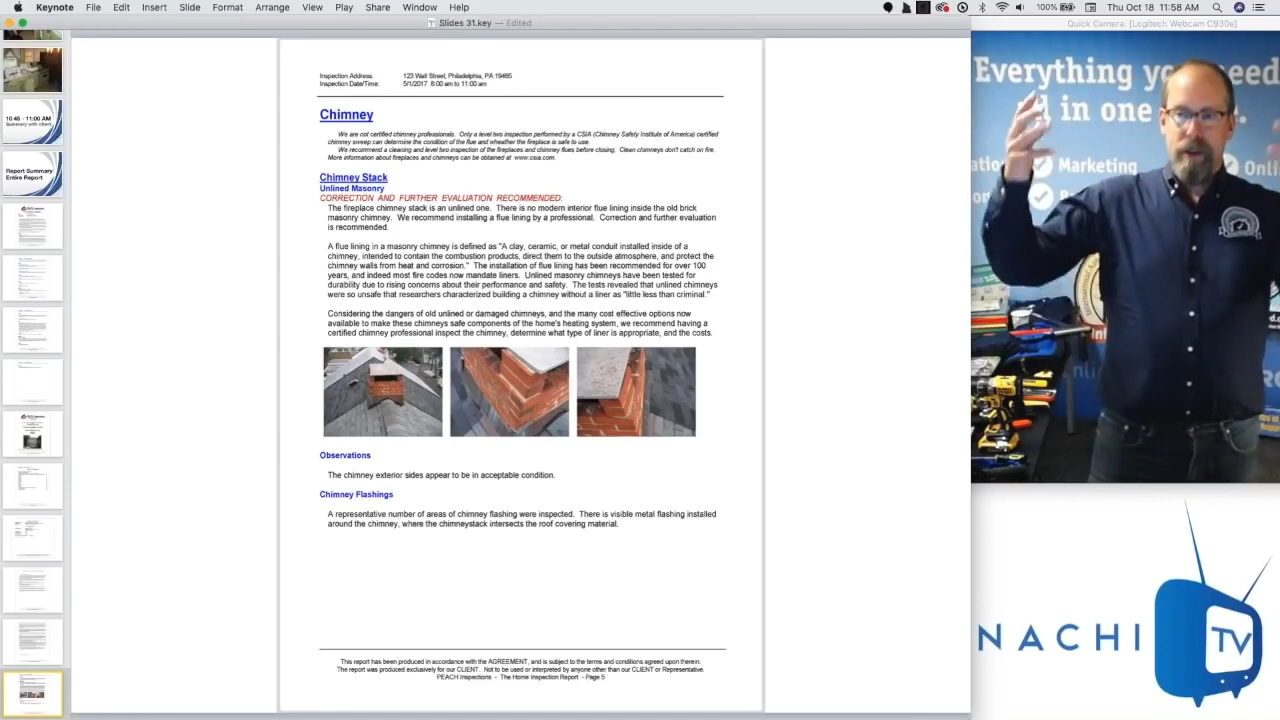 Keynote File Edit Insert Slide Format Arrange View Play Share Window Help
100% Thu Oct 18 11:58 AM
Slides 31.key — Edited
Quick Camera: [Logitech Webcam C930e]
10:45 - 11:00 AM
Summary with client
Report Summary
Entire Report
Inspection Address: 123 Wall Street, Philadelphia, PA 19465
Inspection Date/Time: 5/1/2017 8:00 am to 11:00 am
Chimney
We are not certified chimney professionals. Only a level two inspection performed by a CSIA (Chimney Safety Institute of America) certified
chimney sweep can determine the condition of the flue and wheather the fireplace is safe to use.
We recommend a cleaning and level two inspection of the fireplaces and chimney flues before closing. Clean chimneys don't catch on fire.
More information about fireplaces and chimneys can be obtained at www.csia.com.
Chimney Stack
Unlined Masonry
CORRECTION AND FURTHER EVALUATION RECOMMENDED:
The fireplace chimney stack is an unlined one. There is no modern interior flue lining inside the old brick
masonry chimney. We recommend installing a flue lining by a professional. Correction and further evaluation
is recommended.
A flue lining in a masonry chimney is defined as "A clay, ceramic, or metal conduit installed inside of a
chimney, intended to contain the combustion products, direct them to the outside atmosphere, and protect the
chimney walls from heat and corrosion." The installation of flue lining has been recommended for over 100
years, and indeed most fire codes now mandate liners. Unlined masonry chimneys have been tested for
durability due to rising concerns about their performance and safety. The tests revealed that unlined chimneys
were so unsafe that researchers characterized building a chimney without a liner as "little less than criminal."
Considering the dangers of old unlined or damaged chimneys, and the many cost effective options now
available to make these chimneys safe components of the home's heating system, we recommend having a
certified chimney professional inspect the chimney, determine what type of liner is appropriate, and the costs.
Observations
The chimney exterior sides appear to be in acceptable condition.
Chimney Flashings
A representative number of areas of chimney flashing were inspected. There is visible metal flashing installed
around the chimney, where the chimneystack intersects the roof covering material.
This report has been produced in accordance with the AGREEMENT, and is subject to the terms and conditions agreed upon therein.
The report was produced exclusively for our CLIENT. Not to be used or interpreted by anyone other than our CLIENT or Representative.
PEACH Inspections - The Home Inspection Report - Page 5
Everything you need
in one
Marketing
Onli
NACHI TV